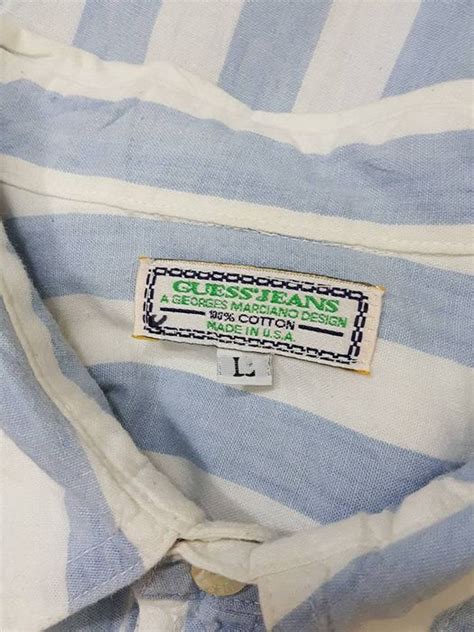 GUESS JEANS
A GEORGES MARCIANO DESIGN
100% COTTON
MADE IN U.S.A.
L